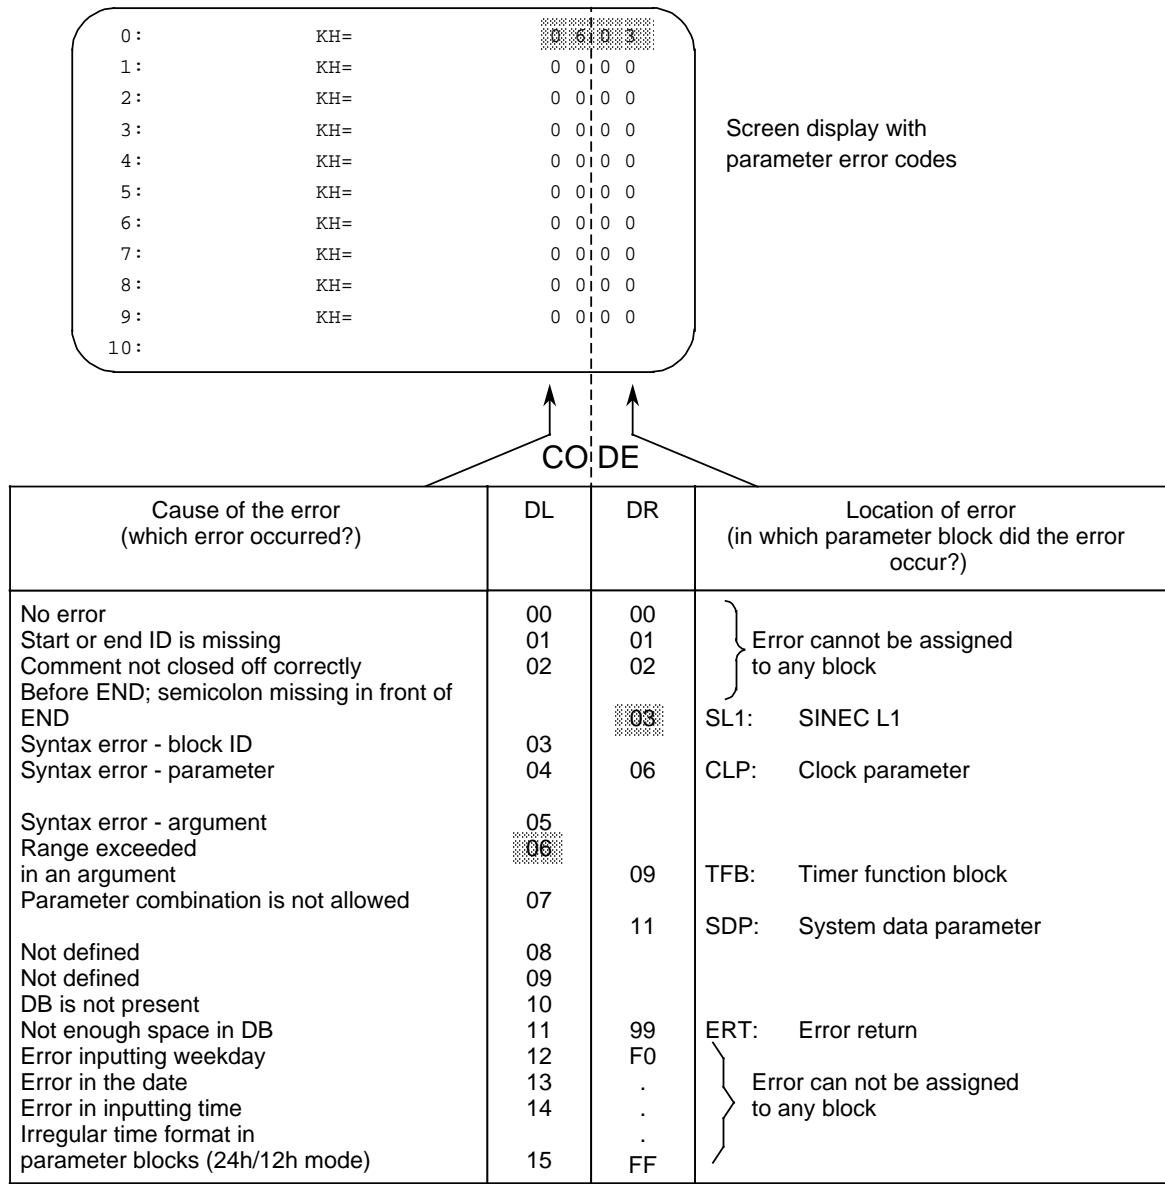 0: KH= 0 6 0 3
1: KH= 0 0 0 0
2: KH= 0 0 0 0
3: KH= 0 0 0 0
4: KH= 0 0 0 0
5: KH= 0 0 0 0
6: KH= 0 0 0 0
7: KH= 0 0 0 0
8: KH= 0 0 0 0
9: KH= 0 0 0 0
10:
Screen display with
parameter error codes
CODE
Cause of the error
(which error occurred?)
DL
DR
Location of error
(in which parameter block did the error
occur?)
No error 00 00
Start or end ID is missing 01 01 Error cannot be assigned
Comment not closed off correctly 02 02 to any block
Before END; semicolon missing in front of
END 03 SL1: SINEC L1
Syntax error - block ID 03
Syntax error - parameter 04 06 CLP: Clock parameter
Syntax error - argument 05
Range exceeded 06
in an argument 09 TFB: Timer function block
Parameter combination is not allowed 07
11 SDP: System data parameter
Not defined 08
Not defined 09
DB is not present 10
Not enough space in DB 11 99 ERT: Error return
Error inputting weekday 12 F0
Error in the date 13 . Error can not be assigned
Error in inputting time 14 . to any block
Irregular time format in .
parameter blocks (24h/12h mode) 15 FF